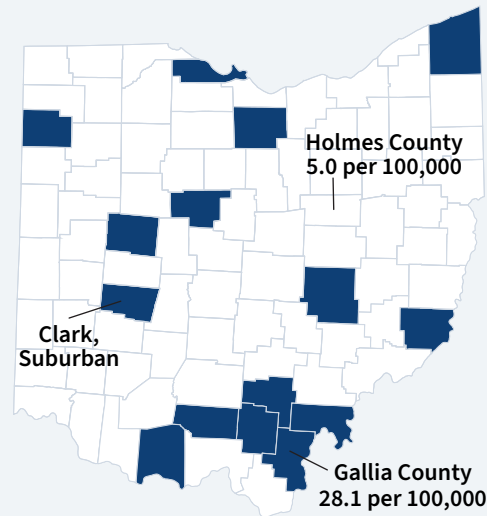 Holmes County
5.0 per 100,000
Clark,
Suburban
Gallia County
28.1 per 100,000